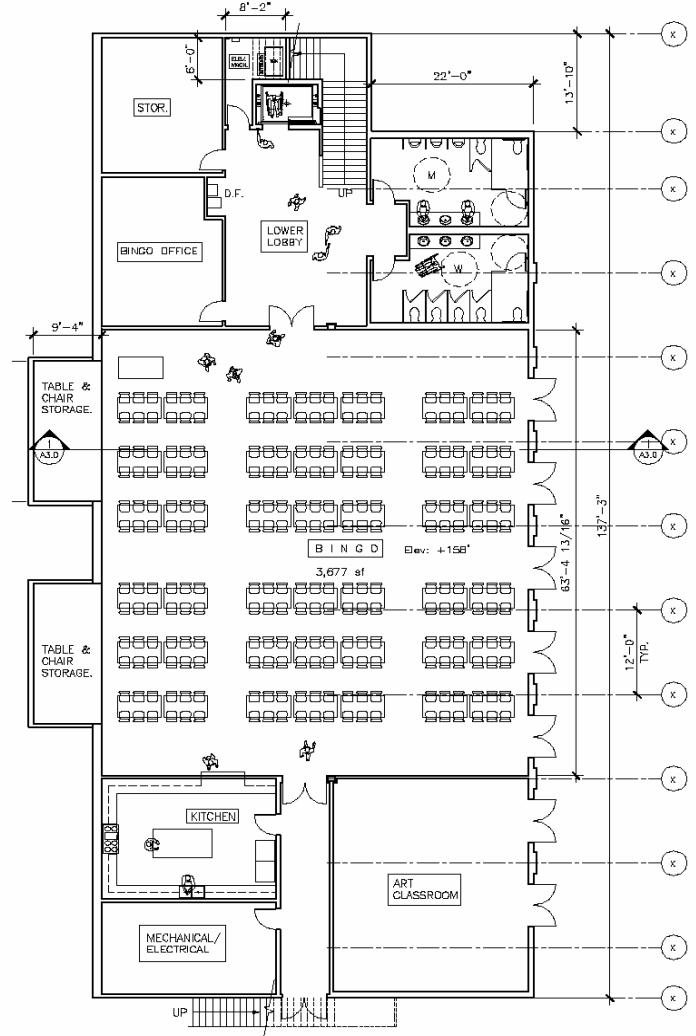 8'-2"
6'-0"
ELEV.
MACH.
22'-0"
13'-10"
X
X
STOR.
M
UP
D.F.
X
LOWER
LOBBY
BINGO OFFICE
W
X
9'-4"
X
TABLE &
CHAIR
STORAGE.
1
A3.0
X
1
A3.0
137'-3"
63'-4 13/16"
X
BINGO
Elev: +158'
3,677 sf
X
12'-0"
TYP.
TABLE &
CHAIR
STORAGE.
X
X
KITCHEN
X
ART
CLASSROOM
MECHANICAL/
ELECTRICAL
X
X
UP